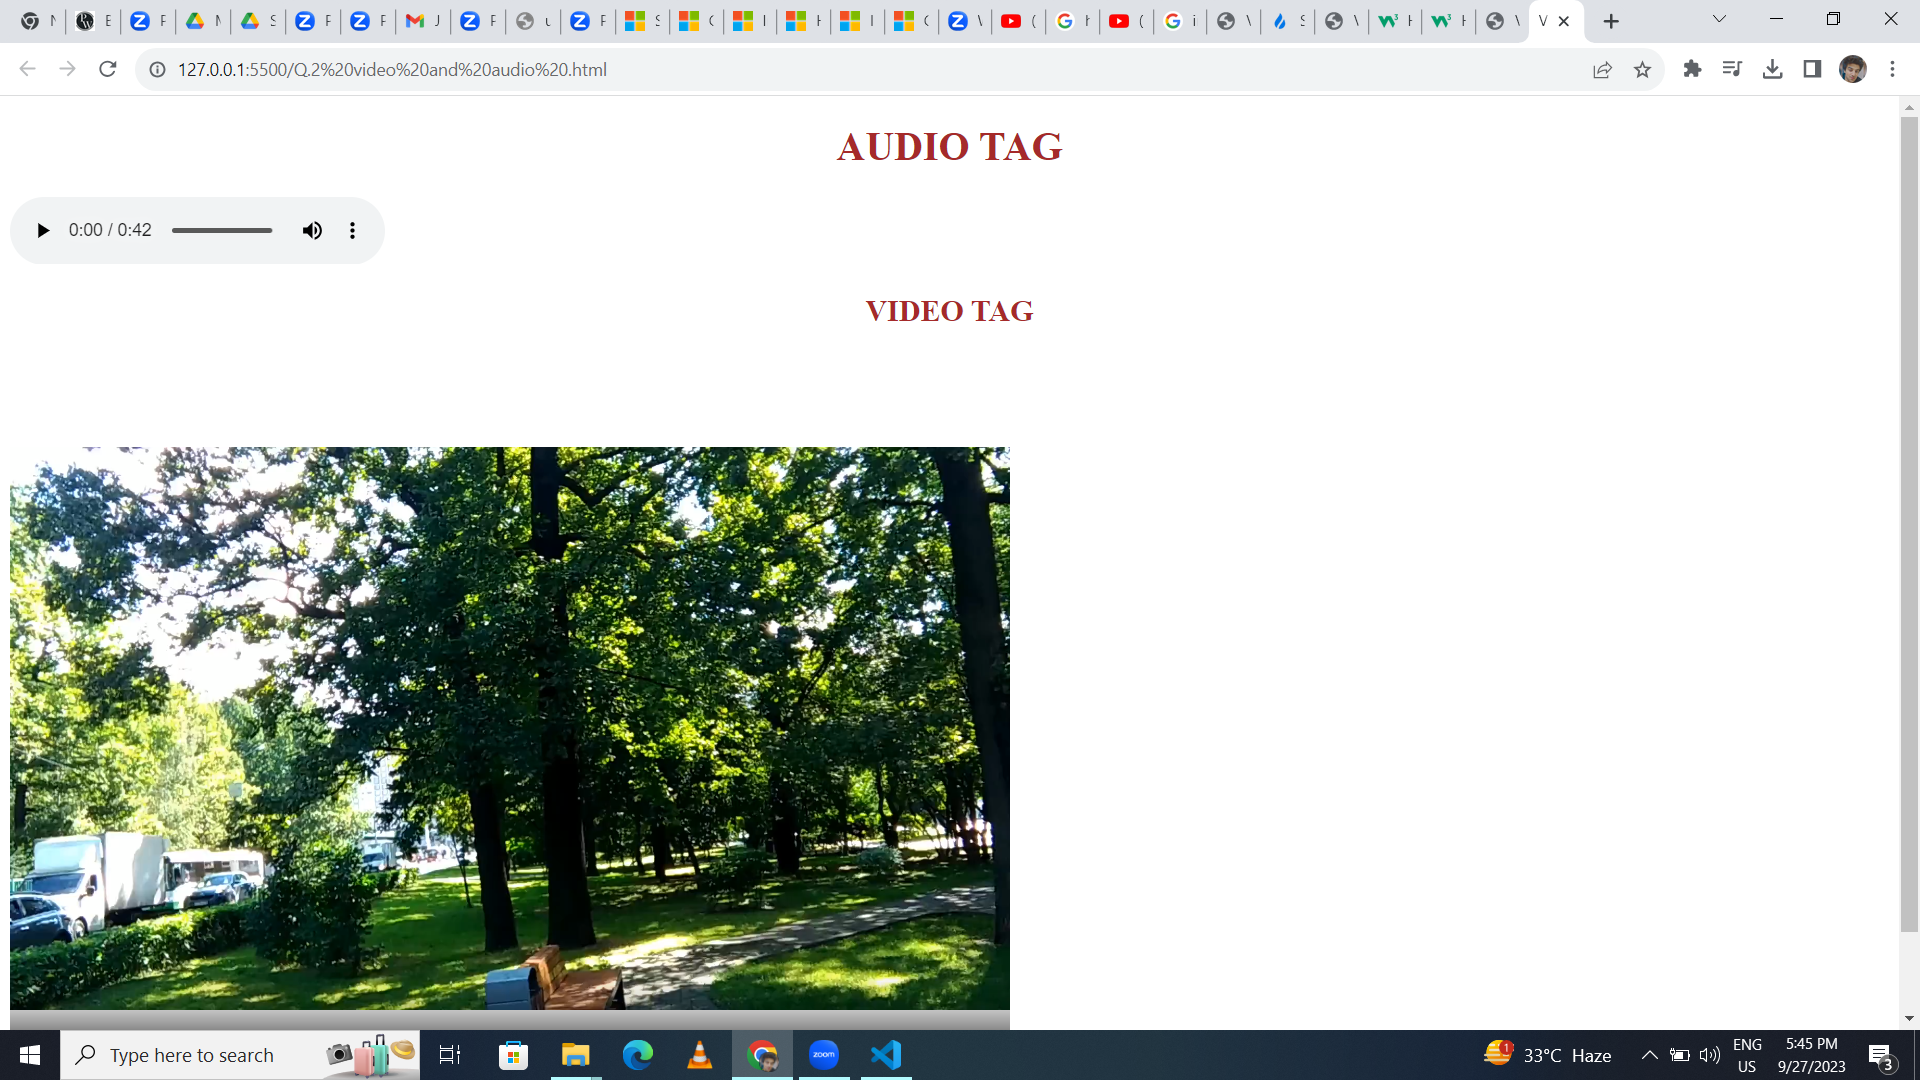 127.0.0.1:5500/Q.2%20video%20and%20audio%20.html
AUDIO TAG
0:00 / 0:42
VIDEO TAG
Type here to search
zoom
1
33°C Haze
ENG
US
5:45 PM
9/27/2023
3